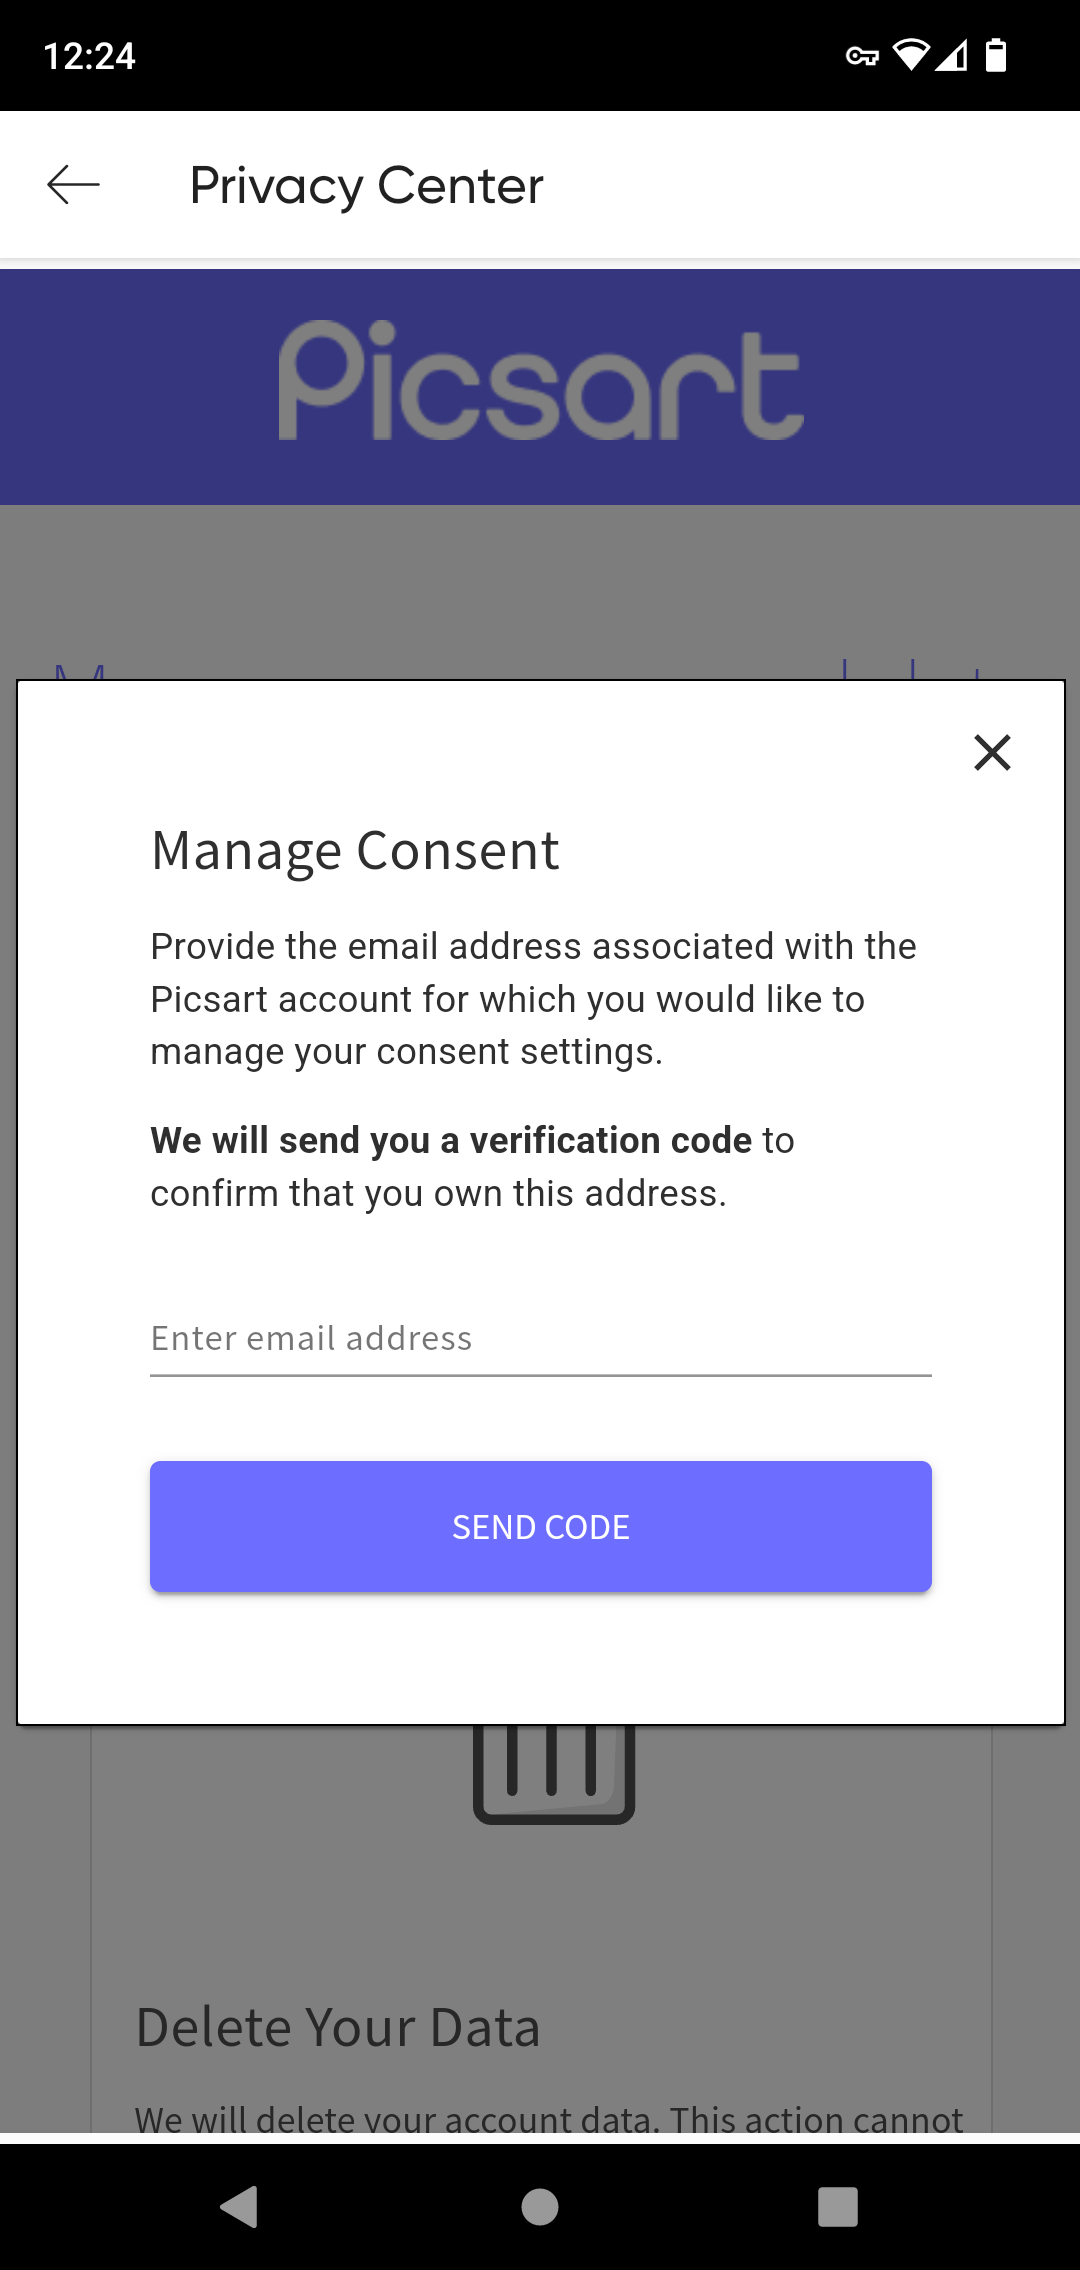 12:24
Privacy Center
Picsart
Manage Consent
Provide the email address associated with the
Picsart account for which you would like to
manage your consent settings.
We will send you a verification code to
confirm that you own this address.
Enter email address
SEND CODE
Delete Your Data
We will delete your account data. This action cannot